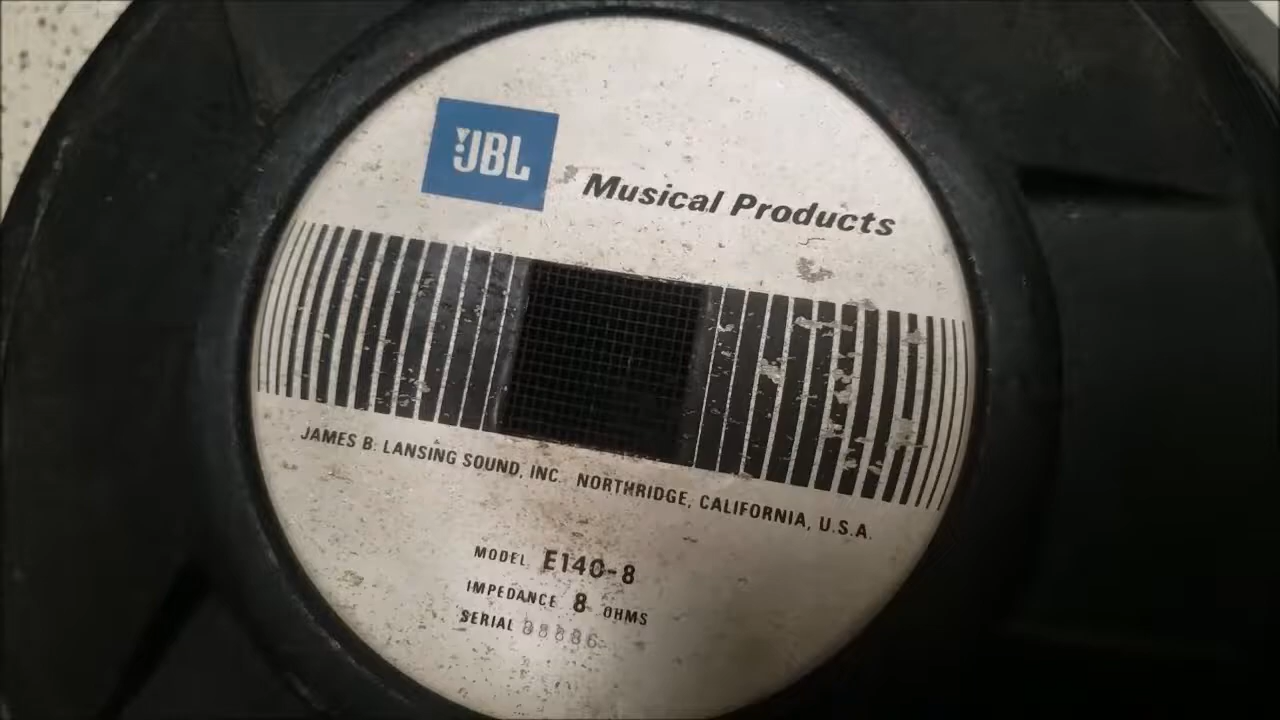 JBL
Musical Products
JAMES B. LANSING SOUND, INC. NORTHRIDGE, CALIFORNIA, U.S.A.
MODEL E140-8
IMPEDANCE 8 OHMS
SERIAL